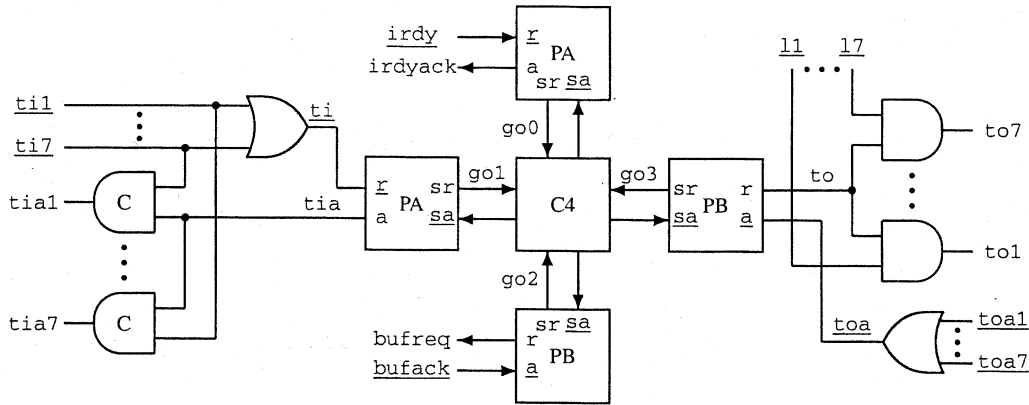 irdy
irdyack
r
a
PA
sr sa
l1 l7
ti1
ti7
ti
go0
to7
tia1
C
tia
r
a
PA
sr
sa
go1
C4
go3
sr
sa
PB
r
a
to
to1
tia7
C
go2
sr sa
r
a
PB
bufreq
bufack
toa
toa1
toa7